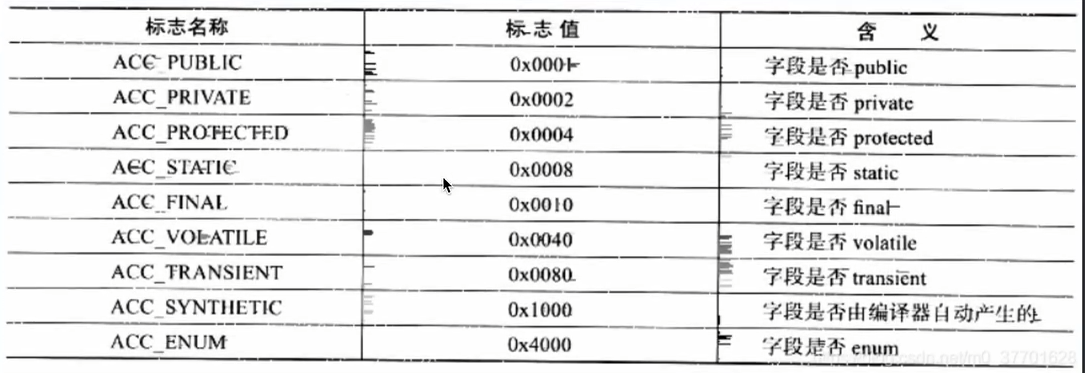 标志名称 标志值 含 义
ACC_PUBLIC 0x0001 字段是否 public
ACC_PRIVATE 0x0002 字段是否 private
ACC_PROTECTED 0x0004 字段是否 protected
ACC_STATIC 0x0008 字段是否 static
ACC_FINAL 0x0010 字段是否 final
ACC_VOLATILE 0x0040 字段是否 volatile
ACC_TRANSIENT 0x0080 字段是否 transient
ACC_SYNTHETIC 0x1000 字段是否由编译器自动产生的
ACC_ENUM 0x4000 字段是否 enum
csdn.net/m0_37701628